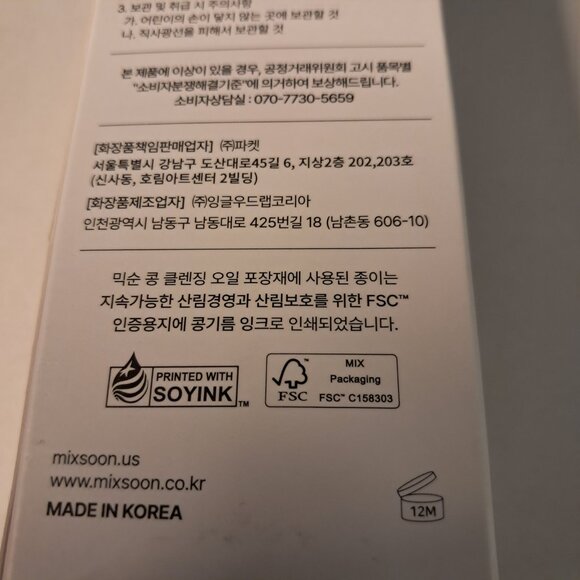 3. 보관 및 취급 시 주의사항
가. 어린이의 손이 닿지 않는 곳에 보관할 것
나. 직사광선을 피해서 보관할 것
본 제품에 이상이 있을 경우, 공정거래위원회 고시 품목별
"소비자분쟁해결기준"에 의거하여 보상해드립니다.
소비자상담실 : 070-7730-5659
[화장품책임판매업자] ㈜파켓
서울특별시 강남구 도산대로45길 6, 지상2층 202,203호
(신사동, 호림아트센터 2빌딩)
[화장품제조업자] ㈜잉글우드랩코리아
인천광역시 남동구 남동대로 425번길 18 (남촌동 606-10)
믹순 콩 클렌징 오일 포장재에 사용된 종이는
지속가능한 산림경영과 산림보호를 위한 FSC™
인증용지에 콩기름 잉크로 인쇄되었습니다.
PRINTED WITH
SOYINK™
FSC™
MIX
Packaging
FSC™ C158303
mixsoon.us
www.mixsoon.co.kr
MADE IN KOREA
12M